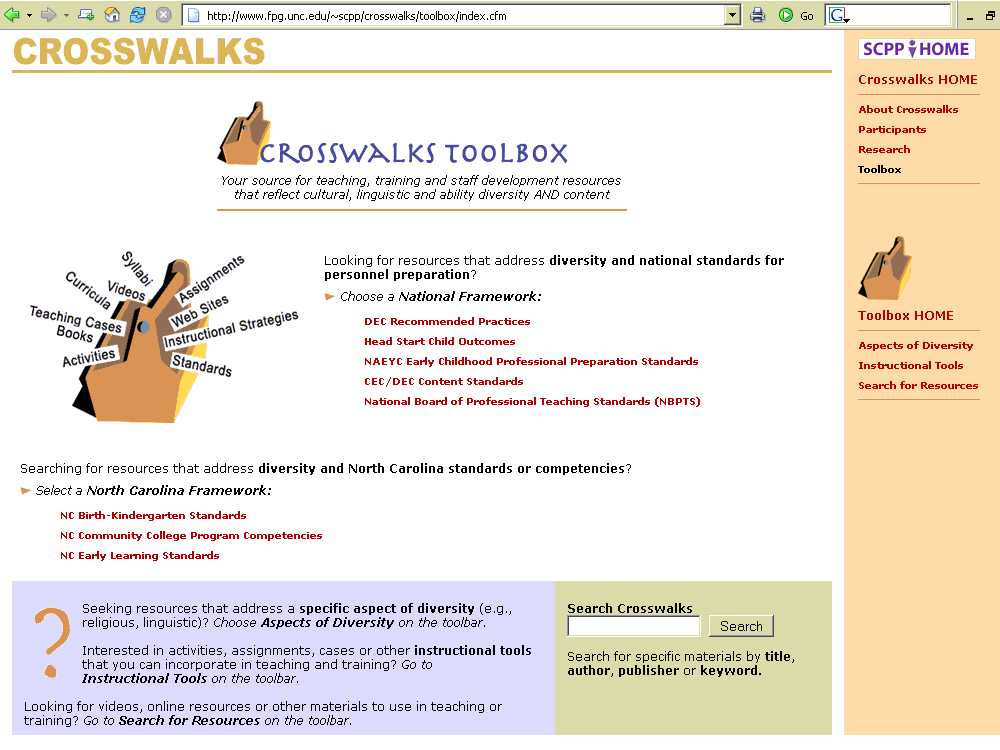 http://www.fpg.unc.edu/~scpp/crosswalks/toolbox/index.cfm
Go
G
CROSSWALKS
CROSSWALKS TOOLBOX
Your source for teaching, training and staff development resources
that reflect cultural, linguistic and ability diversity AND content
Syllabi
Videos
Curricula
Teaching Cases
Books
Activities
Assignments
Web Sites
Instructional Strategies
Standards
Looking for resources that address diversity and national standards for
personnel preparation?
Choose a National Framework:
DEC Recommended Practices
Head Start Child Outcomes
NAEYC Early Childhood Professional Preparation Standards
CEC/DEC Content Standards
National Board of Professional Teaching Standards (NBPTS)
Searching for resources that address diversity and North Carolina standards or competencies?
Select a North Carolina Framework:
NC Birth-Kindergarten Standards
NC Community College Program Competencies
NC Early Learning Standards
?
Seeking resources that address a specific aspect of diversity (e.g.,
religious, linguistic)? Choose Aspects of Diversity on the toolbar.
Interested in activities, assignments, cases or other instructional tools
that you can incorporate in teaching and training? Go to
Instructional Tools on the toolbar.
Looking for videos, online resources or other materials to use in teaching or
training? Go to Search for Resources on the toolbar.
Search Crosswalks
Search
Search for specific materials by title,
author, publisher or keyword.
SCPP HOME
Crosswalks HOME
About Crosswalks
Participants
Research
Toolbox
Toolbox HOME
Aspects of Diversity
Instructional Tools
Search for Resources